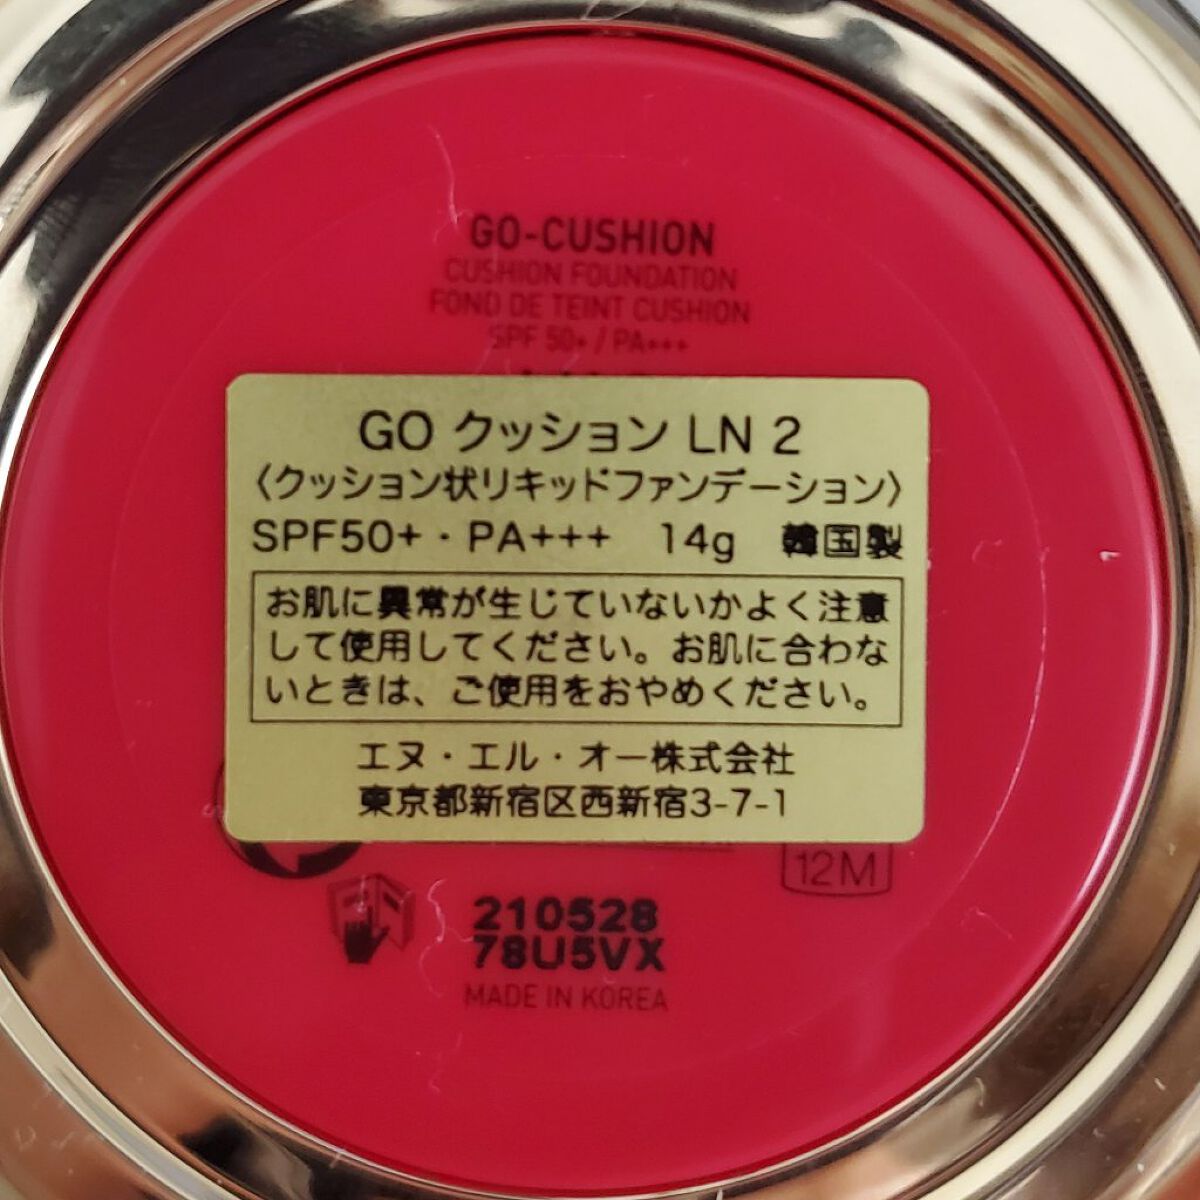 GO-CUSHION
CUSHION FOUNDATION
FOND DE TEINT CUSHION
SPF 50+ / PA+++
GO クッション LN 2
〈クッション状リキッドファンデーション〉
SPF50+・PA+++ 14g 韓国製
お肌に異常が生じていないかよく注意
して使用してください。お肌に合わな
いときは、ご使用をおやめください。
エヌ・エル・オー株式会社
東京都新宿区西新宿3-7-1
12M
210528
78U5VX
MADE IN KOREA